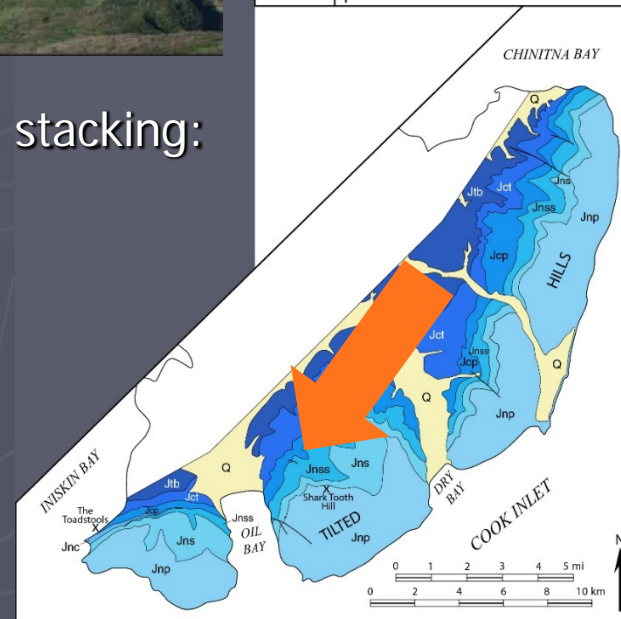 CHINITNA BAY
stacking:
Q
Jtb
Jct
Jns
Jnss
Jnp
Jcp
HILLS
Jct
Jnss
Jcp
Q
Q
Jnp
INISKIN BAY
Q
Jnss
Jns
Shark Tooth
Hill
DRY
BAY
Jtb
Jct
Jcp
The
Toadstools
X
X
Jnss
OIL
BAY
TILTED
Jnp
COOK INLET
Jnc
Jns
Jnp
N
0 1 2 3 4 5 mi
0 2 4 6 8 10 km